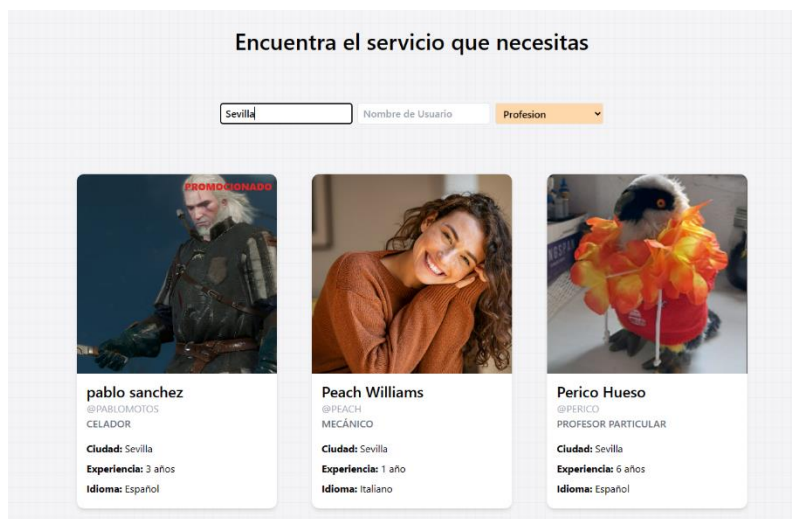 Encuentra el servicio que necesitas
Sevilla
Nombre de Usuario
Profesion
PROMOCIONADO
pablo sanchez
@PABLOMOTOS
CELADOR
Ciudad: Sevilla
Experiencia: 3 años
Idioma: Español
Peach Williams
@PEACH
MECÁNICO
Ciudad: Sevilla
Experiencia: 1 año
Idioma: Italiano
Perico Hueso
@PERICO
PROFESOR PARTICULAR
Ciudad: Sevilla
Experiencia: 6 años
Idioma: Español